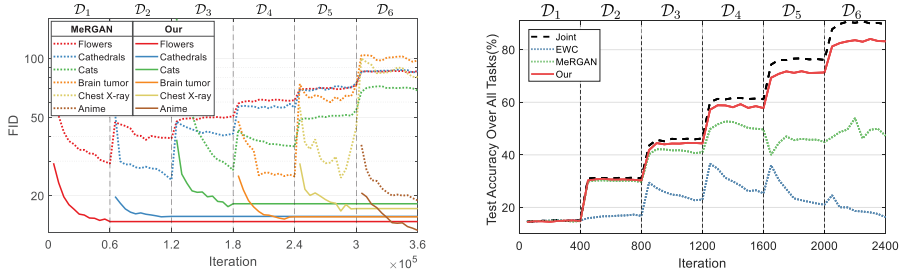 D1 D2 D3 D4 D5 D6
MeRGAN Our
Flowers Flowers
Cathedrals Cathedrals
Cats Cats
Brain tumor Brain tumor
Chest X-ray Chest X-ray
Anime Anime
100
50
20
FID
0 0.6 1.2 1.8 2.4 3 3.6
Iteration
×10^5
D1 D2 D3 D4 D5 D6
Joint
EWC
MeRGAN
Our
80
60
40
20
Test Accuracy Over All Tasks(%)
0 400 800 1200 1600 2000 2400
Iteration